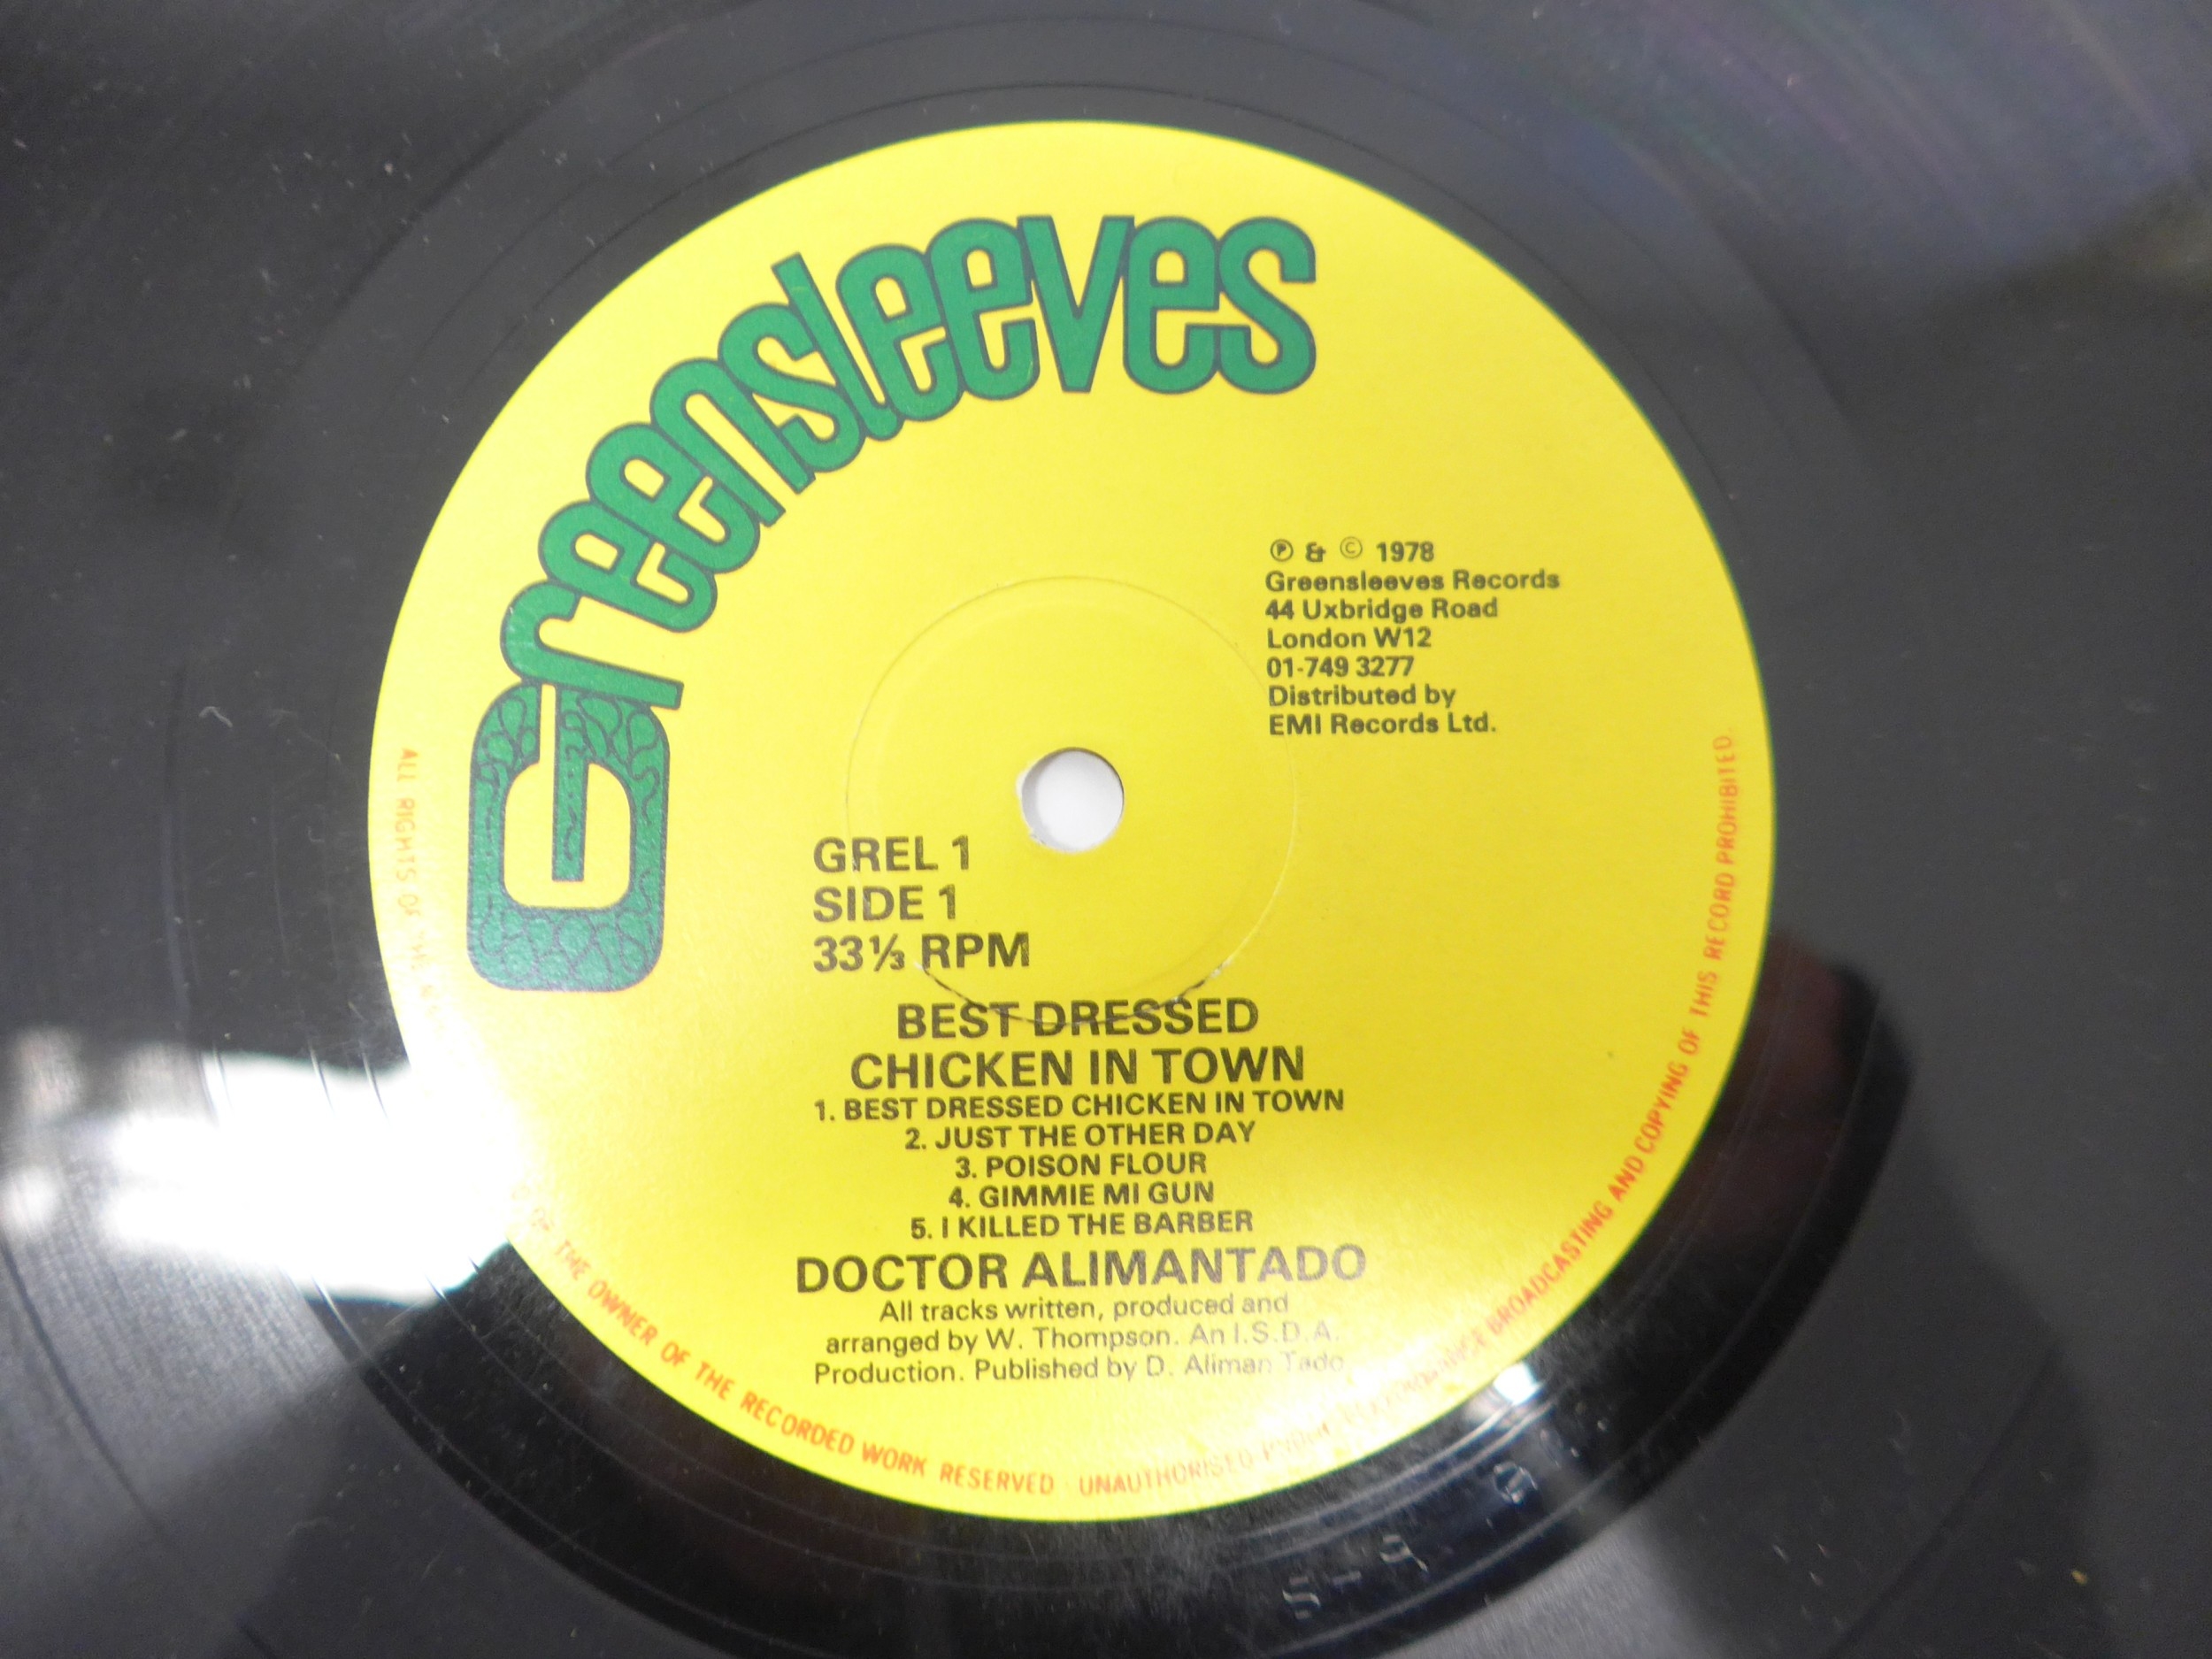 Greensleeves
℗ & © 1978
Greensleeves Records
44 Uxbridge Road
London W12
01-749 3277
Distributed by
EMI Records Ltd.
GREL 1
SIDE 1
33⅓ RPM
BEST DRESSED
CHICKEN IN TOWN
1. BEST DRESSED CHICKEN IN TOWN
2. JUST THE OTHER DAY
3. POISON FLOUR
4. GIMMIE MI GUN
5. I KILLED THE BARBER
DOCTOR ALIMANTADO
All tracks written, produced and
arranged by W. Thompson. An I.S.D.A.
Production. Published by D. Aliman Tado
ALL RIGHTS OF THE OF THE OWNER OF THE RECORDED WORK RESERVED · UNAUTHORISED PUBLIC PERFORMANCE BROADCASTING AND COPYING OF THIS RECORD PROHIBITED.